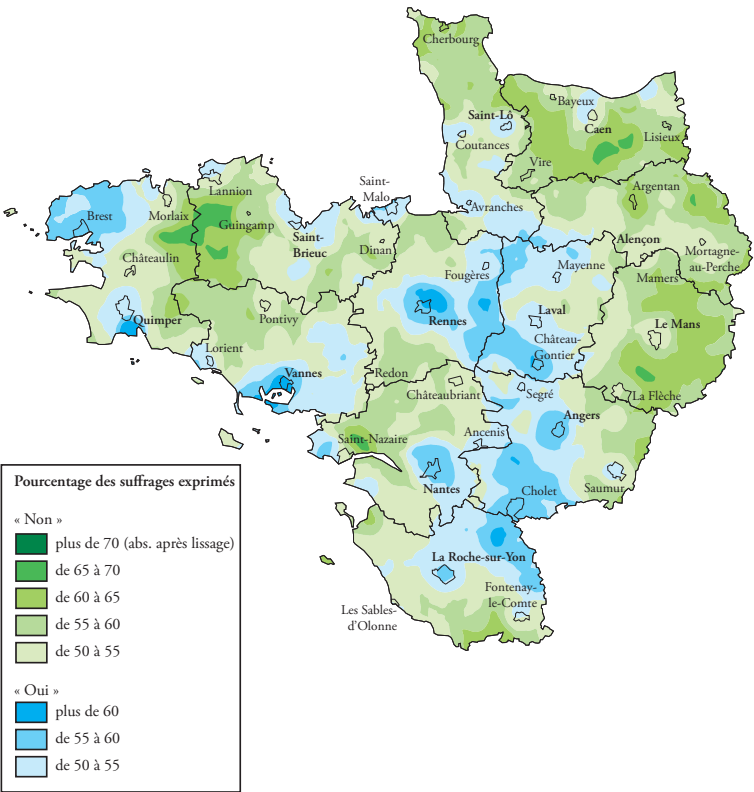 Cherbourg
Bayeux
Saint-Lô
Caen
Lisieux
Coutances
Vire
Saint-
Malo
Argentan
Lannion
Avranches
Brest
Morlaix
Guingamp
Saint-
Brieuc
Dinan
Alençon
Mortagne-
au-Perche
Châteaulin
Fougères
Mayenne
Mamers
Quimper
Pontivy
Rennes
Laval
Le Mans
Lorient
Château-
Gontier
Vannes
Redon
Châteaubriant
Segré
La Flèche
Angers
Saint-Nazaire
Ancenis
Nantes
Cholet
Saumur
La Roche-sur-Yon
Fontenay-
le-Comte
Les Sables-
d'Olonne
Pourcentage des suffrages exprimés
« Non »
plus de 70 (abs. après lissage)
de 65 à 70
de 60 à 65
de 55 à 60
de 50 à 55
« Oui »
plus de 60
de 55 à 60
de 50 à 55